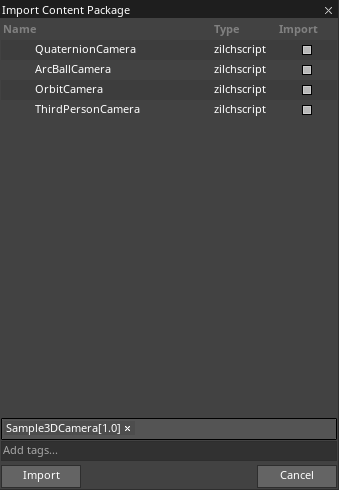 Import Content Package ×
Name Type Import
QuaternionCamera zilchscript
ArcBallCamera zilchscript
OrbitCamera zilchscript
ThirdPersonCamera zilchscript
Sample3DCamera[1.0] ×
Add tags...
Import Cancel